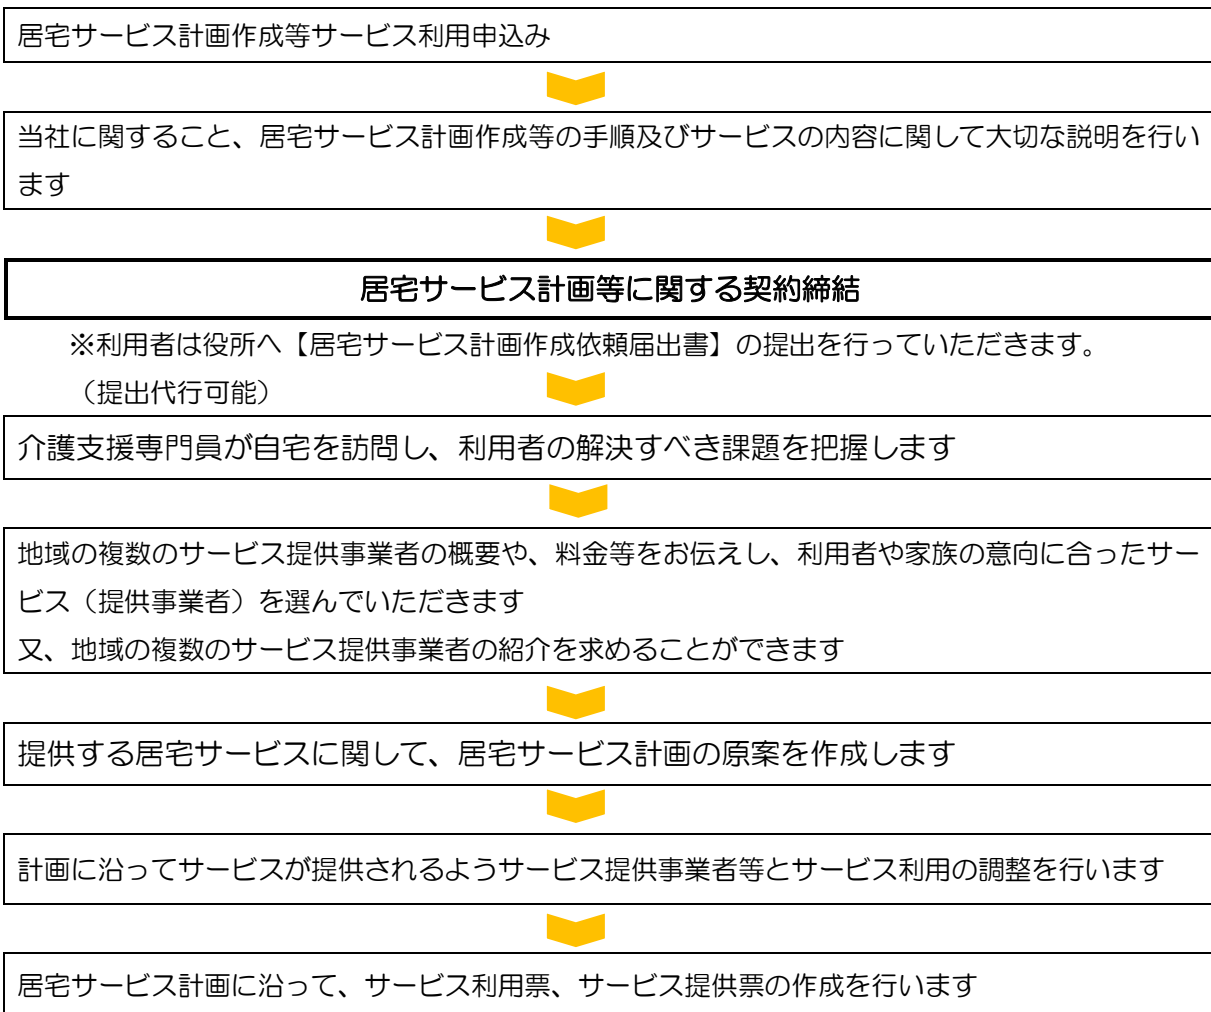 居宅サービス計画作成等サービス利用申込み
当社に関すること、居宅サービス計画作成等の手順及びサービスの内容に関して大切な説明を行い
ます
居宅サービス計画等に関する契約締結
※利用者は役所へ【居宅サービス計画作成依頼届出書】の提出を行っていただきます。
（提出代行可能）
介護支援専門員が自宅を訪問し、利用者の解決すべき課題を把握します
地域の複数のサービス提供事業者の概要や、料金等をお伝えし、利用者や家族の意向に合ったサー
ビス（提供事業者）を選んでいただきます
又、地域の複数のサービス提供事業者の紹介を求めることができます
提供する居宅サービスに関して、居宅サービス計画の原案を作成します
計画に沿ってサービスが提供されるようサービス提供事業者等とサービス利用の調整を行います
居宅サービス計画に沿って、サービス利用票、サービス提供票の作成を行います